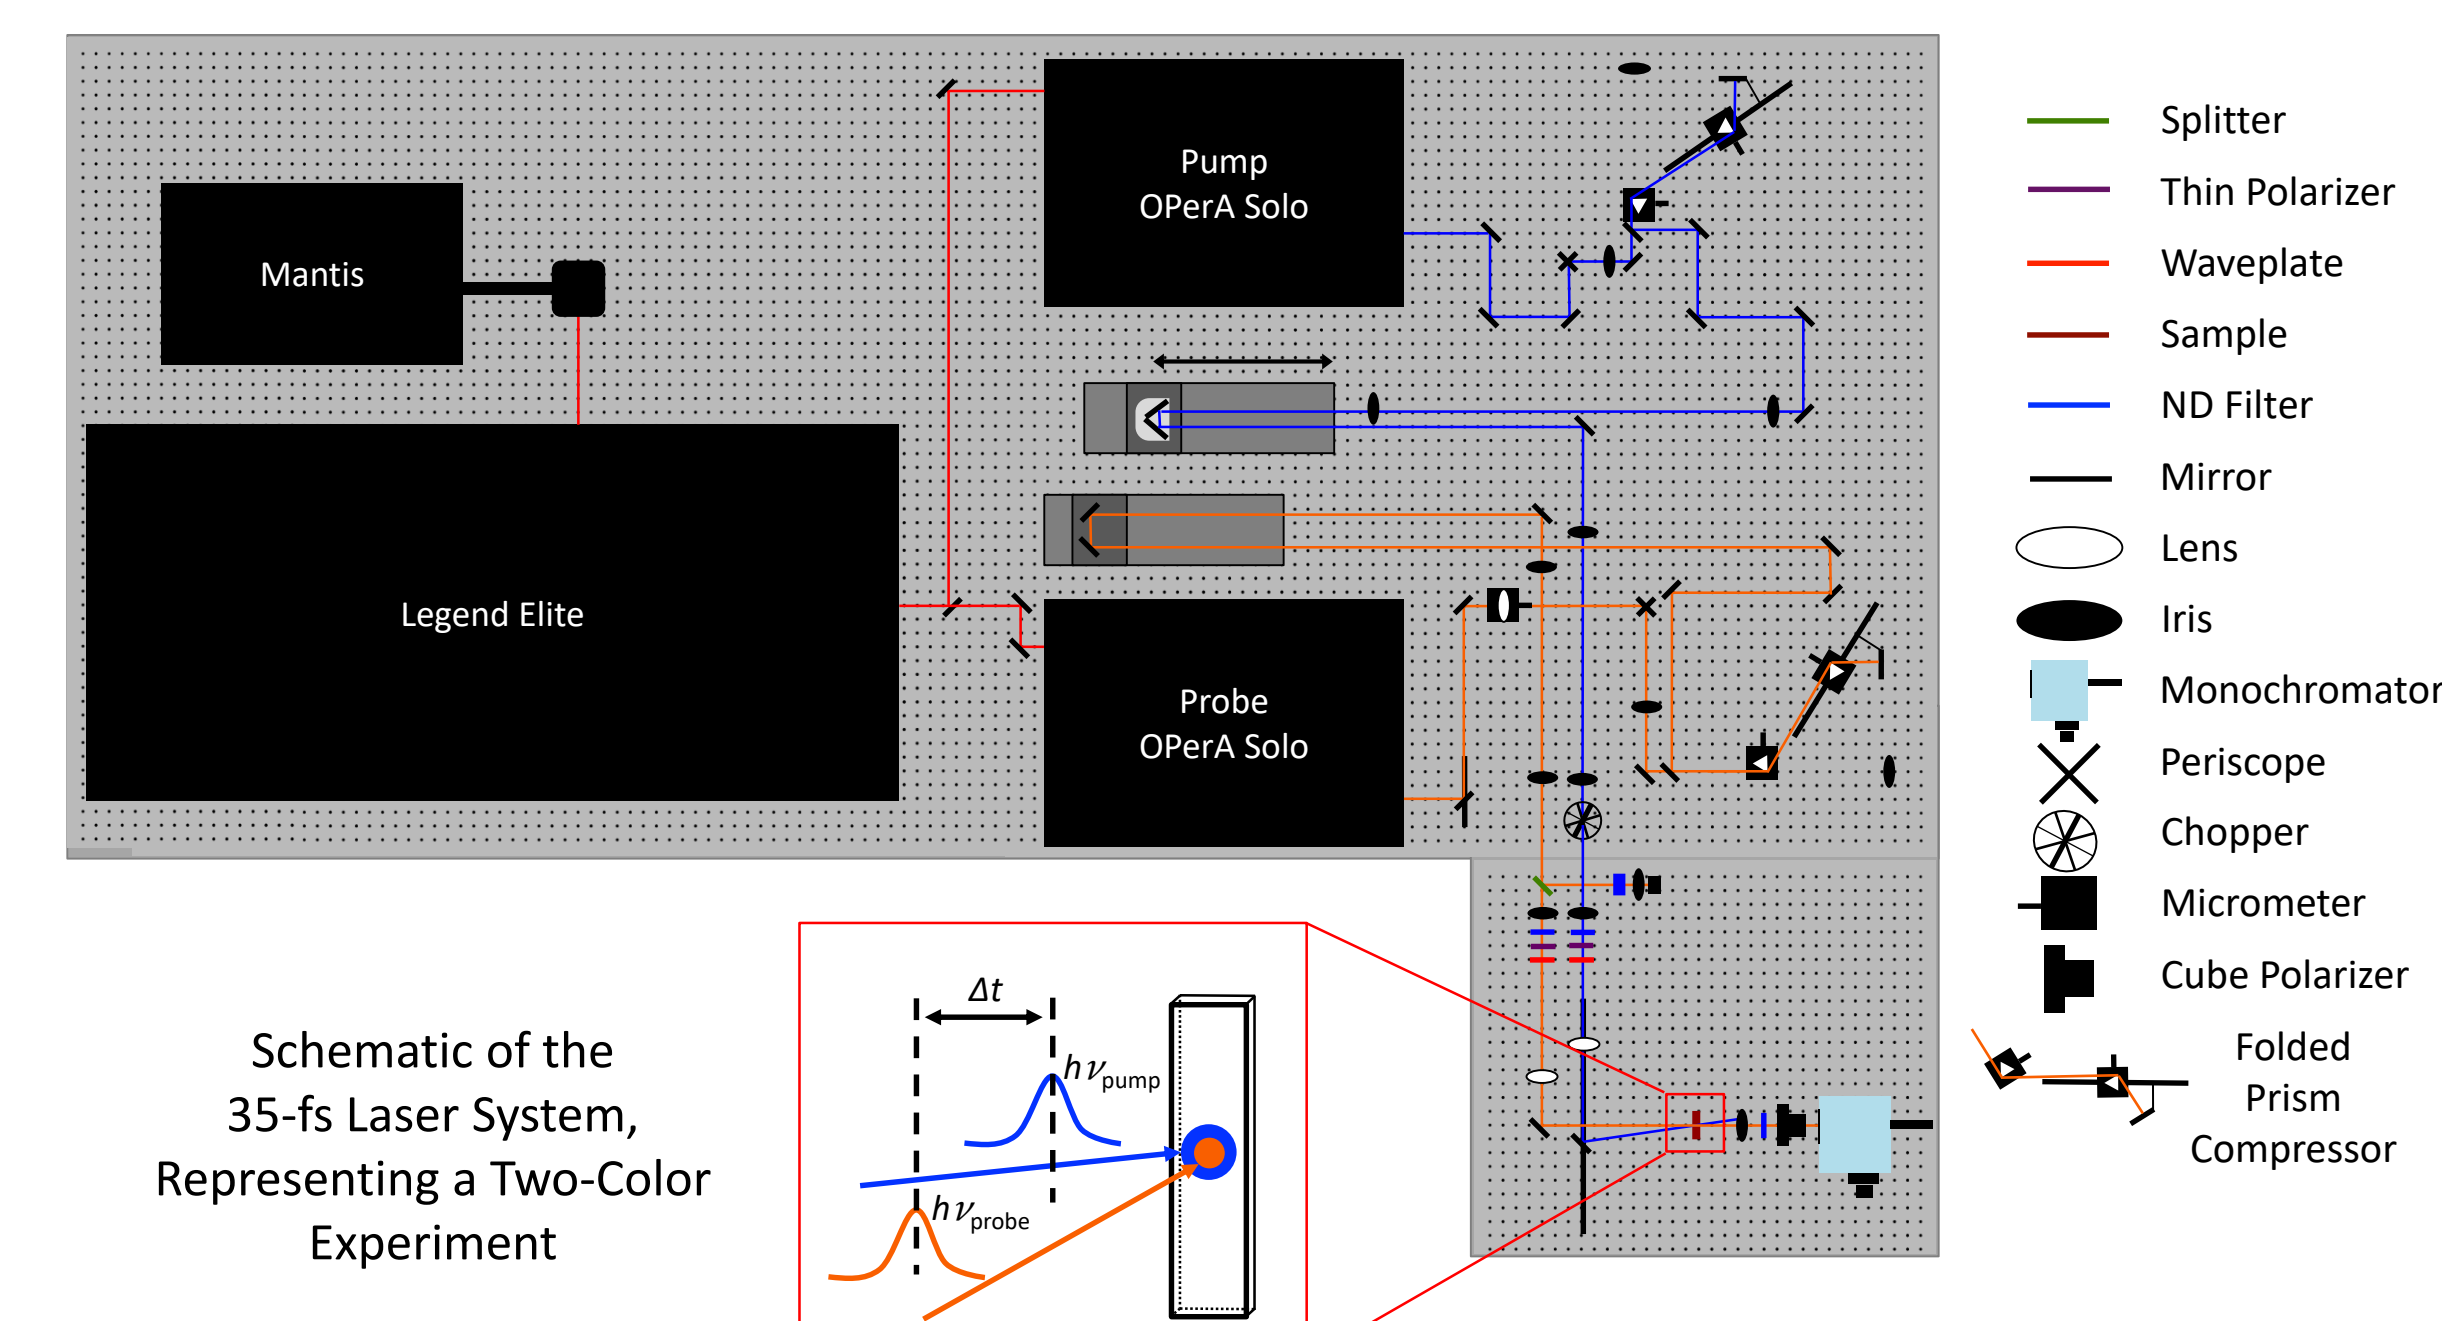 Pump
OPerA Solo
Mantis
Legend Elite
Probe
OPerA Solo
Splitter
Thin Polarizer
Waveplate
Sample
ND Filter
Mirror
Lens
Iris
Monochromator
Periscope
Chopper
Micrometer
Cube Polarizer
Folded
Prism
Compressor
Schematic of the
35-fs Laser System,
Representing a Two-Color
Experiment
Δt
hνpump
hνprobe